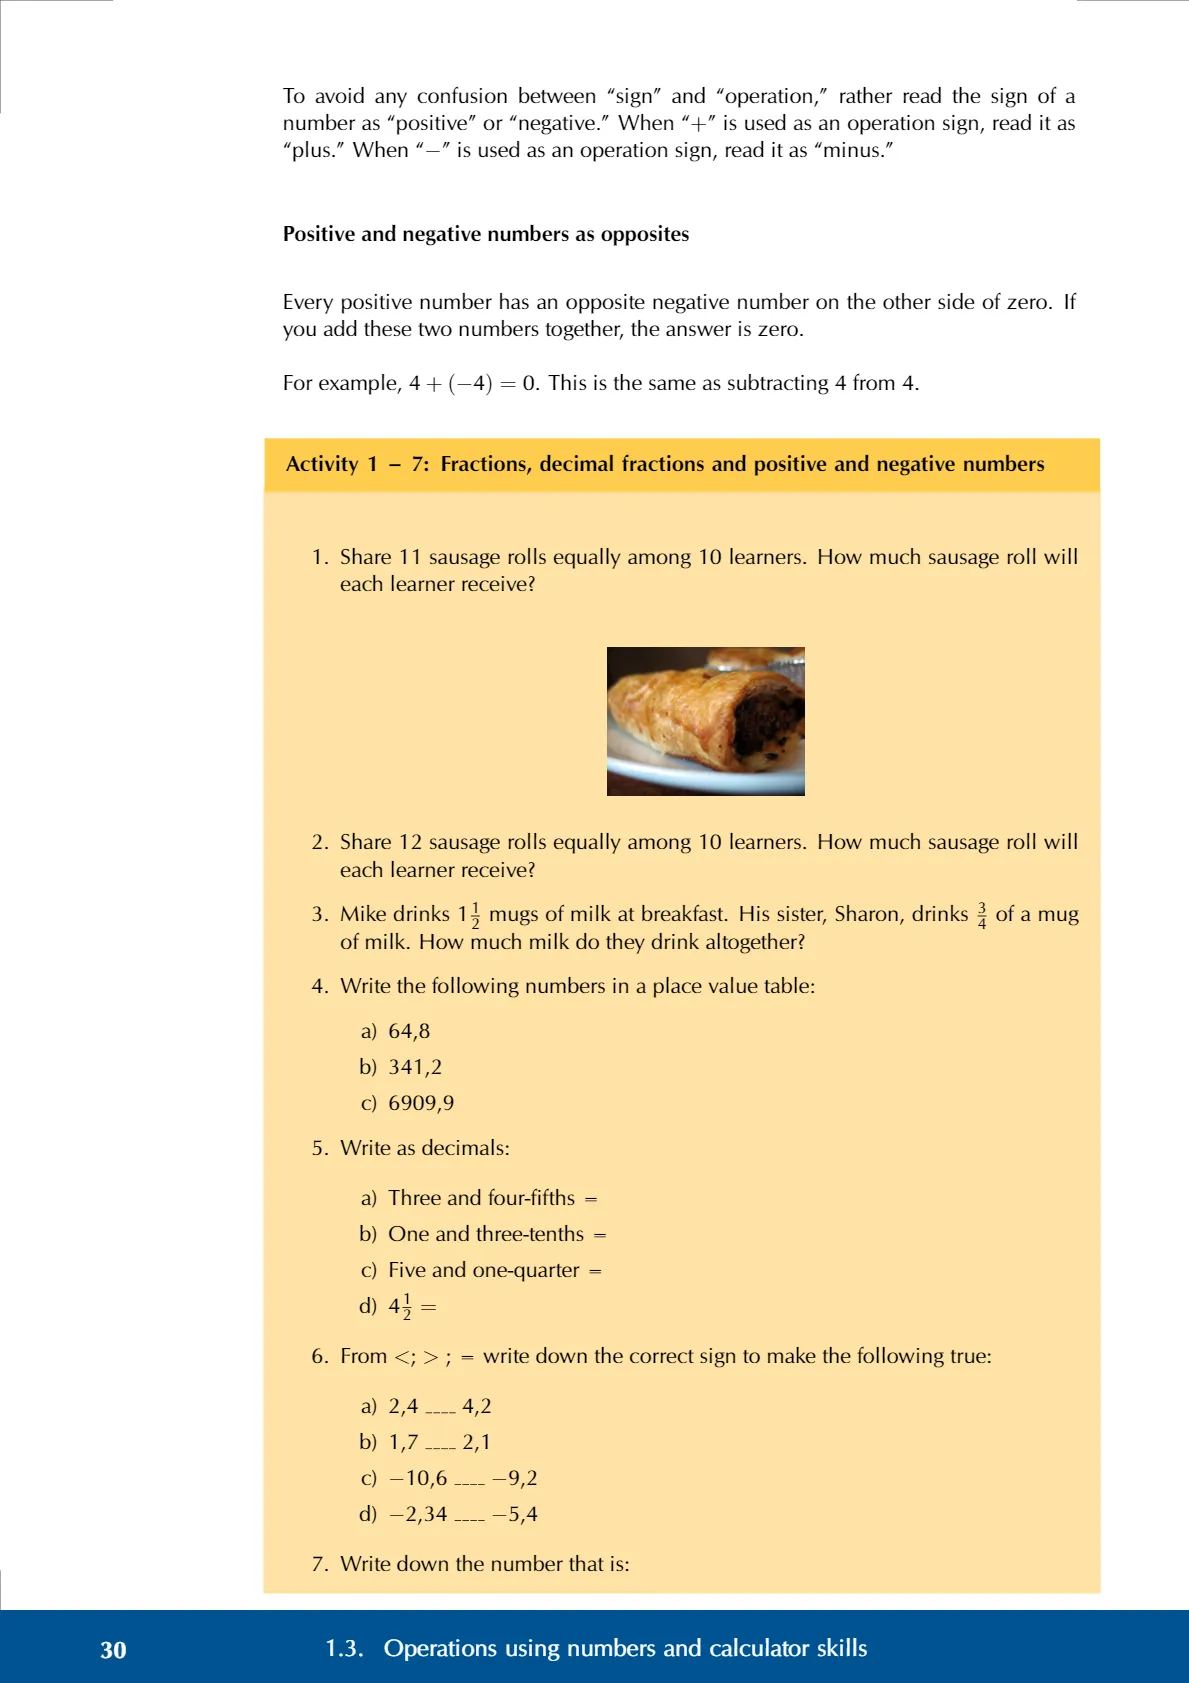 To avoid any confusion between “sign” and “operation,” rather read the sign of a
number as “positive” or “negative.” When “+” is used as an operation sign, read it as
“plus.” When “−” is used as an operation sign, read it as “minus.”
Positive and negative numbers as opposites
Every positive number has an opposite negative number on the other side of zero. If
you add these two numbers together, the answer is zero.
For example, 4 + (−4) = 0. This is the same as subtracting 4 from 4.
Activity 1 – 7: Fractions, decimal fractions and positive and negative numbers
1. Share 11 sausage rolls equally among 10 learners. How much sausage roll will
each learner receive?
2. Share 12 sausage rolls equally among 10 learners. How much sausage roll will
each learner receive?
3. Mike drinks 1 1/2 mugs of milk at breakfast. His sister, Sharon, drinks 3/4 of a mug
of milk. How much milk do they drink altogether?
4. Write the following numbers in a place value table:
a) 64,8
b) 341,2
c) 6909,9
5. Write as decimals:
a) Three and four-fifths =
b) One and three-tenths =
c) Five and one-quarter =
d) 4 1/2 =
6. From <; > ; = write down the correct sign to make the following true:
a) 2,4 ____ 4,2
b) 1,7 ____ 2,1
c) −10,6 ____ −9,2
d) −2,34 ____ −5,4
7. Write down the number that is:
30 1.3. Operations using numbers and calculator skills